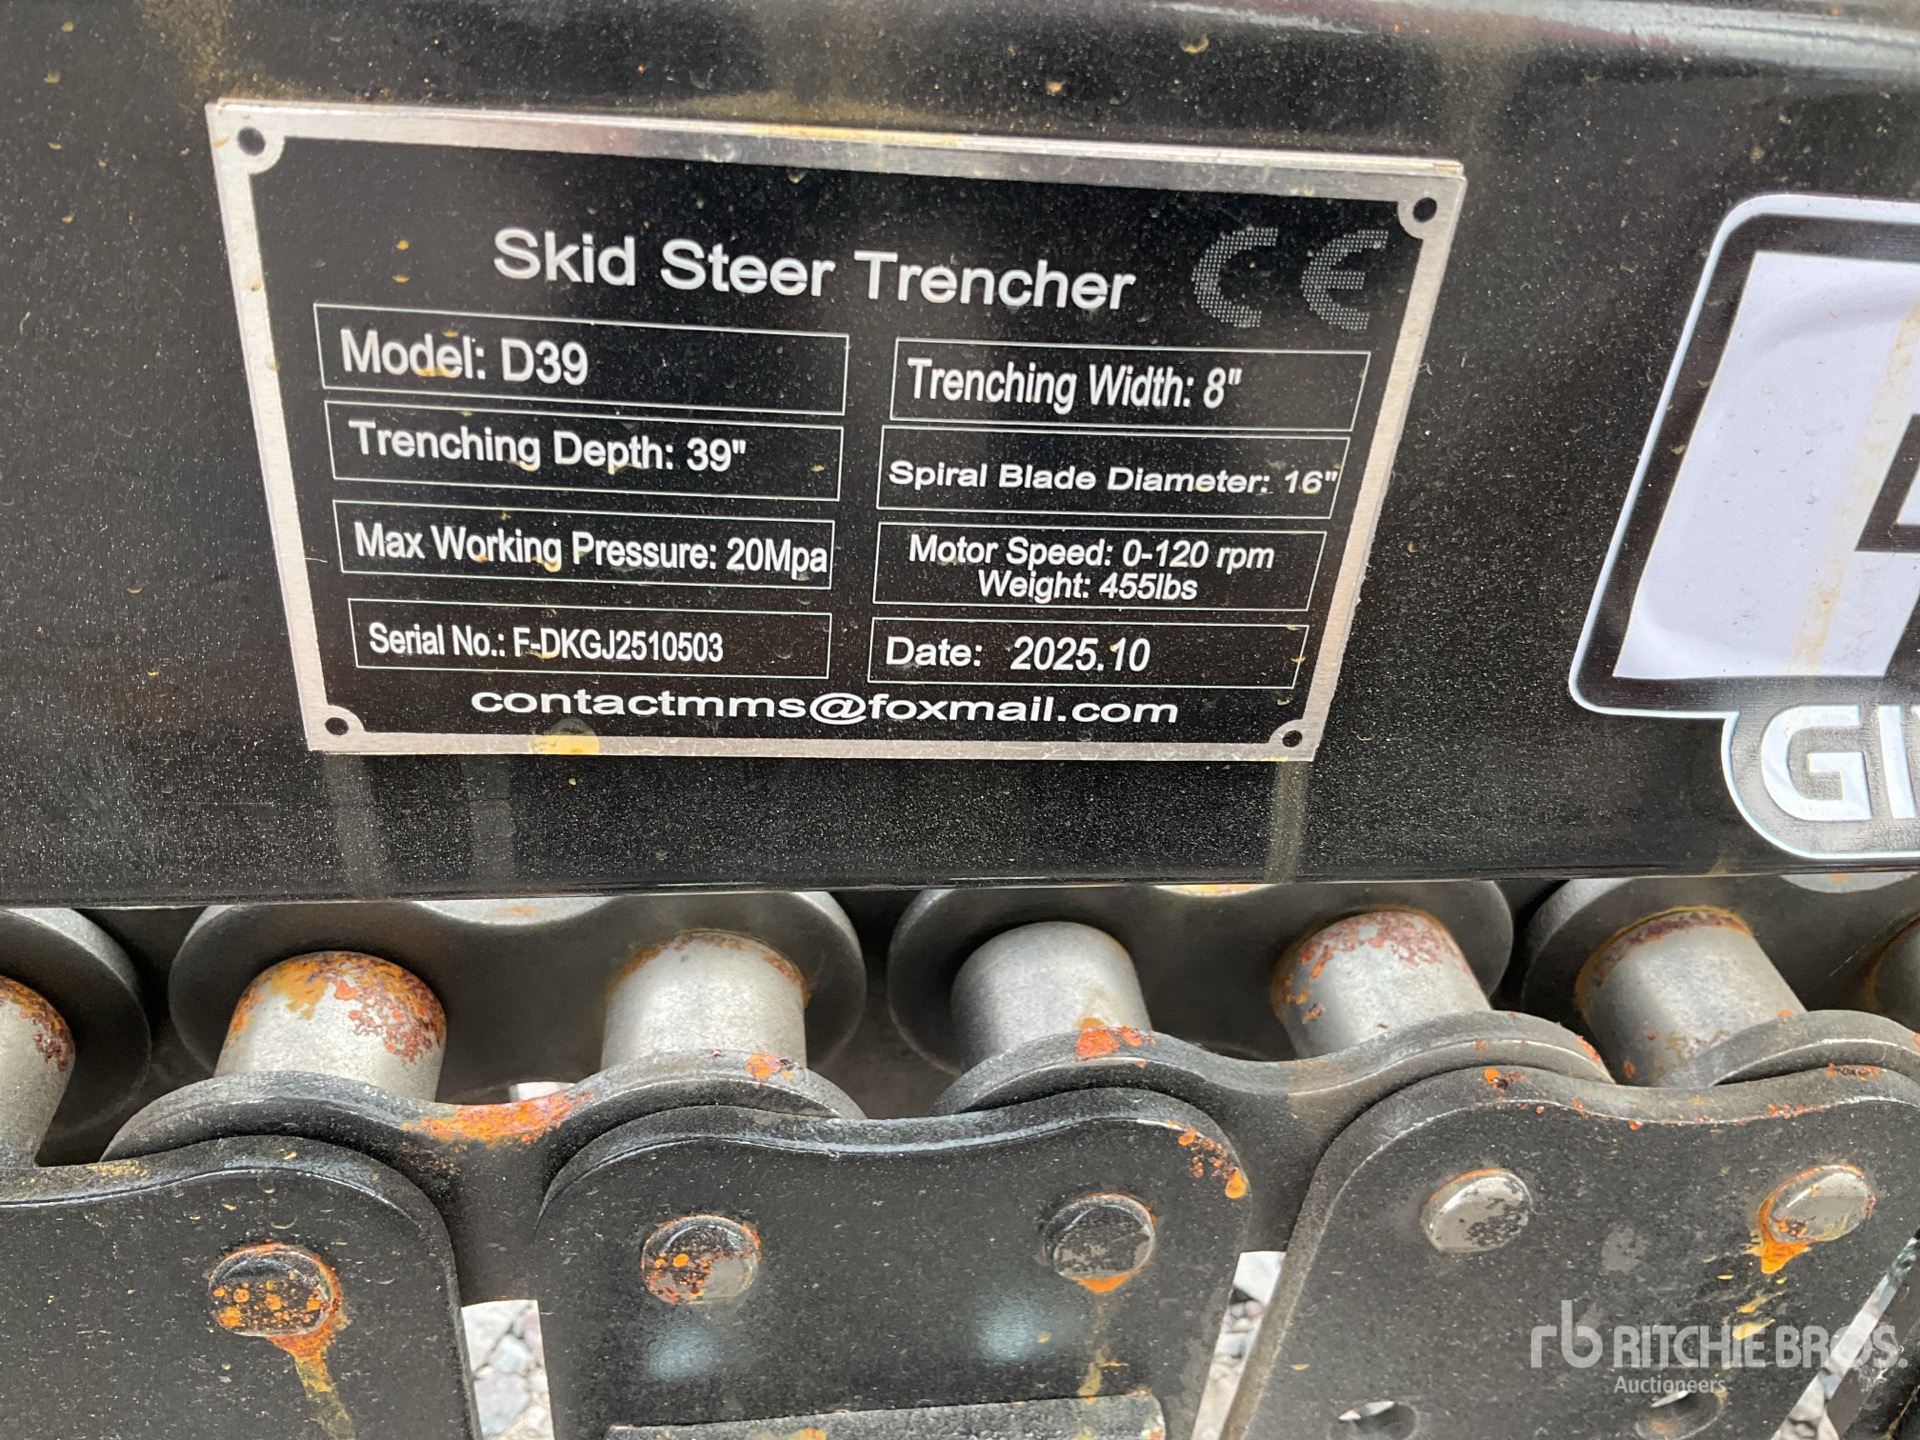 Skid Steer Trencher CE
Model: D39
Trenching Width: 8"
Trenching Depth: 39"
Spiral Blade Diameter: 16"
Max Working Pressure: 20Mpa
Motor Speed: 0-120 rpm
Weight: 455lbs
Serial No.: F-DKGJ2510503
Date: 2025.10
contactmms@foxmail.com
rb RITCHIE BROS.
Auctioneers